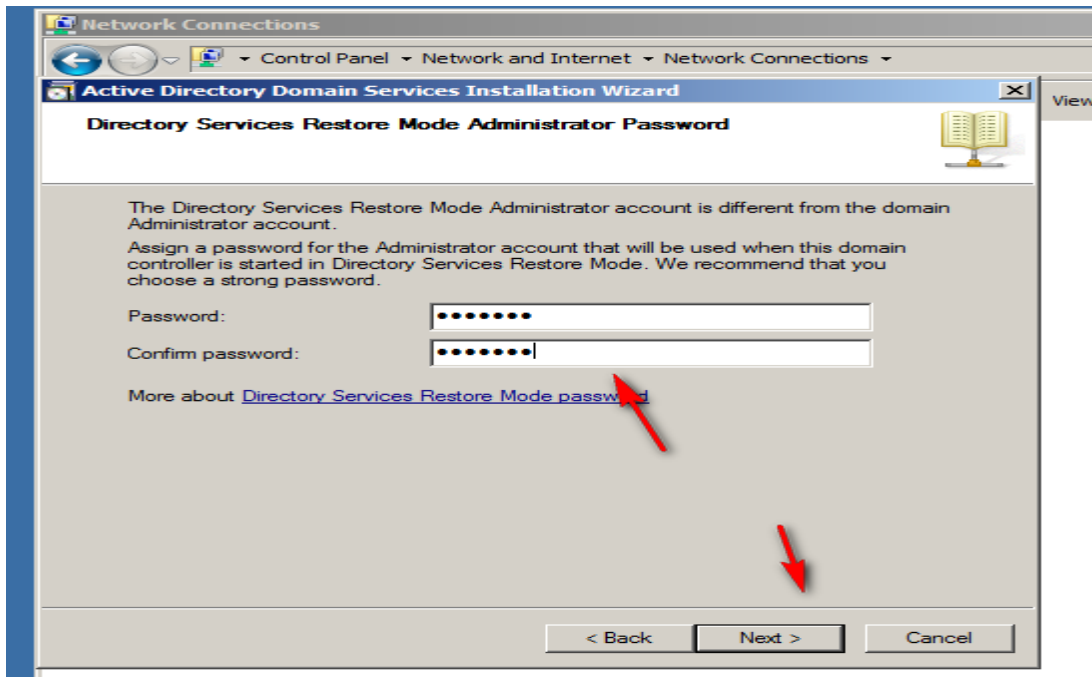 Network Connections
Control Panel Network and Internet Network Connections
Active Directory Domain Services Installation Wizard
View
Directory Services Restore Mode Administrator Password
The Directory Services Restore Mode Administrator account is different from the domain
Administrator account.
Assign a password for the Administrator account that will be used when this domain
controller is started in Directory Services Restore Mode. We recommend that you
choose a strong password.
Password: •••••••
Confirm password: •••••••
More about Directory Services Restore Mode password
< Back Next > Cancel